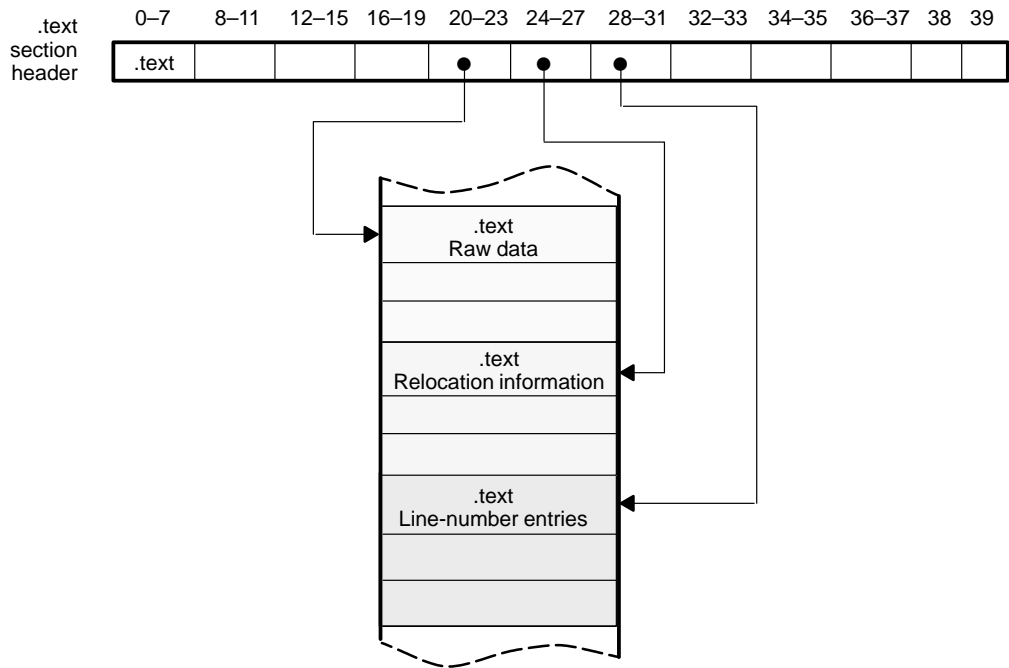 .text
section
header
0–7 8–11 12–15 16–19 20–23 24–27 28–31 32–33 34–35 36–37 38 39
.text
.text
Raw data
.text
Relocation information
.text
Line-number entries